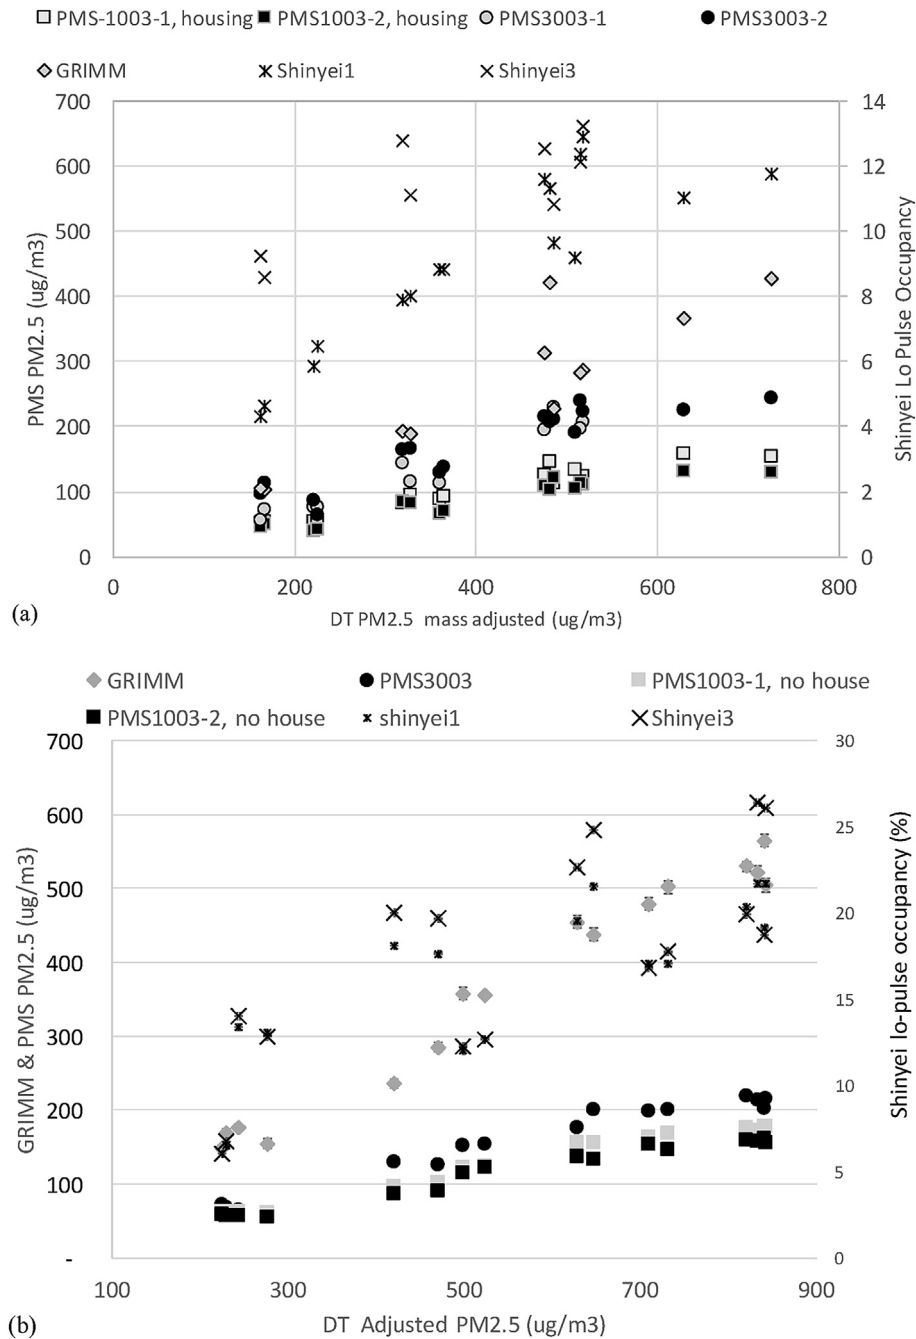 PMS-1003-1, housing PMS1003-2, housing PMS3003-1 PMS3003-2
GRIMM Shinyei1 Shinyei3
700 14
600 12
500 10
400 8
300 6
200 4
100 2
0 0
0 200 400 600 800
PMS PM2.5 (ug/m3)
Shinyei Lo Pulse Occupancy
DT PM2.5 mass adjusted (ug/m3)
(a)
GRIMM PMS3003 PMS1003-1, no house
PMS1003-2, no house shinyei1 Shinyei3
700 30
600
25
500
20
400
15
300
10
200
5
100
- 0
100 300 500 700 900
GRIMM & PMS PM2.5 (ug/m3)
Shinyei lo-pulse occupancy (%)
DT Adjusted PM2.5 (ug/m3)
(b)